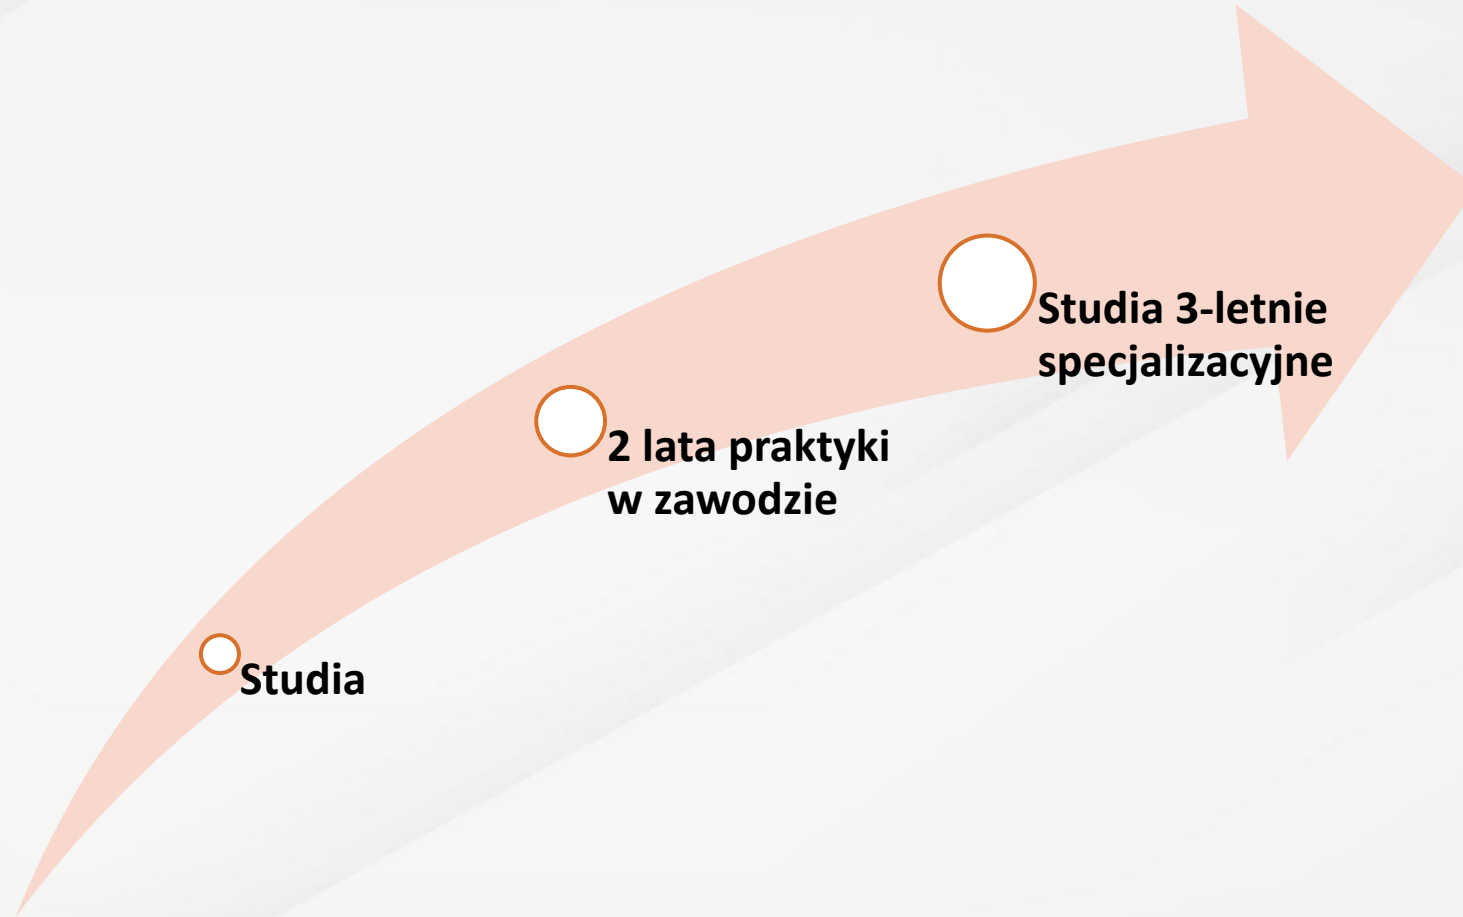 Studia
2 lata praktyki
w zawodzie
Studia 3-letnie
specjalizacyjne